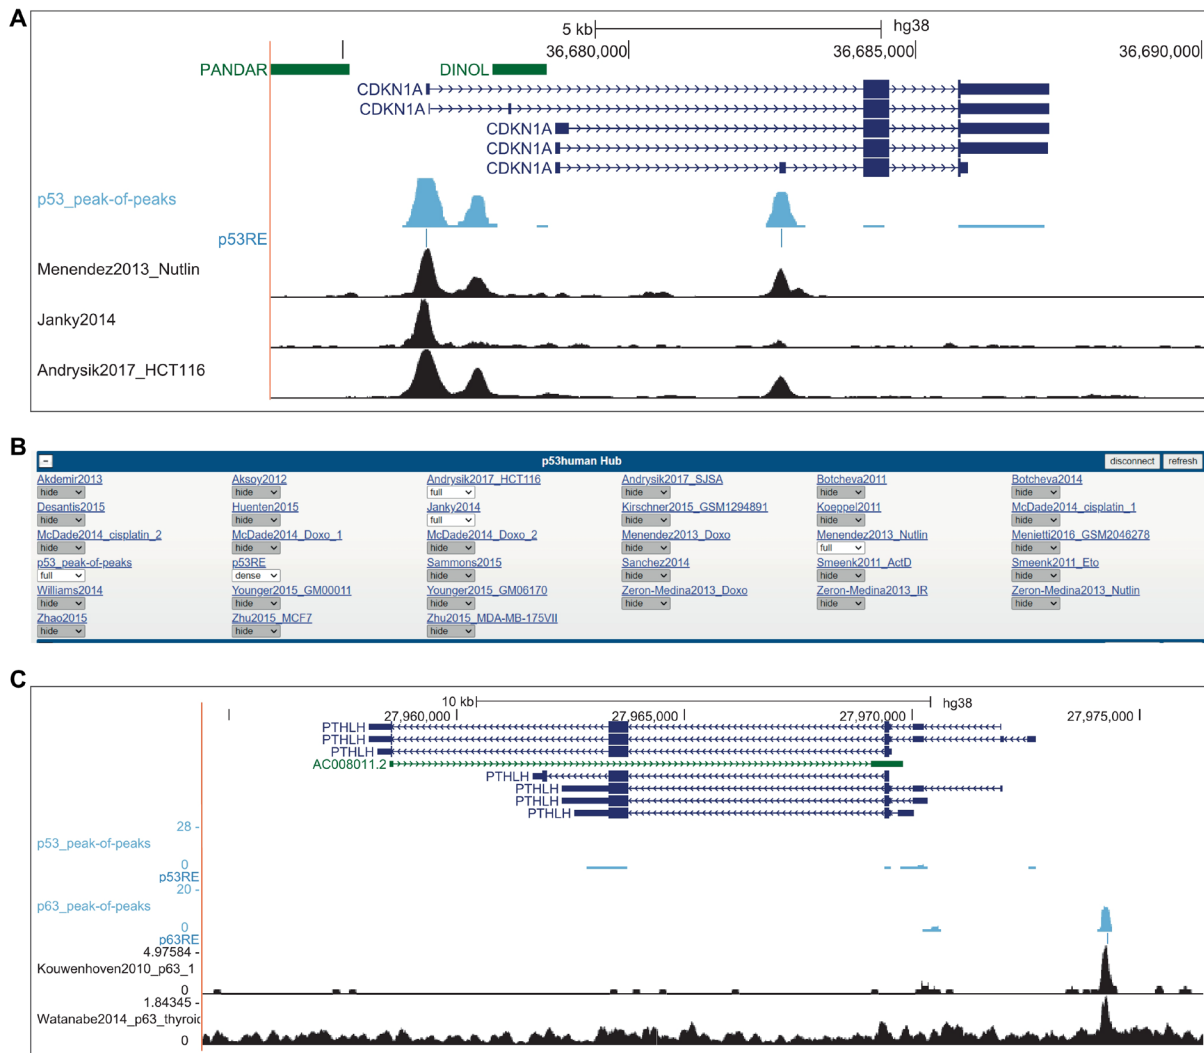 A
5 kb
hg38
36,680,000
36,685,000
36,690,000
PANDAR
DINOL
CDKN1A
CDKN1A
CDKN1A
CDKN1A
CDKN1A
p53_peak-of-peaks
p53RE
Menendez2013_Nutlin
Janky2014
Andrysik2017_HCT116
B
p53human Hub disconnect refresh
Akdemir2013 Aksoy2012 Andrysik2017_HCT116 Andrysik2017_SJSA Botcheva2011 Botcheva2014
hide hide full hide hide hide
Desantis2015 Huenten2015 Janky2014 Kirschner2015_GSM1294891 Koeppel2011 McDade2014_cisplatin_1
hide hide full hide hide hide
McDade2014_cisplatin_2 McDade2014_Doxo_1 McDade2014_Doxo_2 Menendez2013_Doxo Menendez2013_Nutlin Menietti2016_GSM2046278
hide hide hide hide full hide
p53_peak-of-peaks p53RE Sammons2015 Sanchez2014 Smeenk2011_ActD Smeenk2011_Eto
full dense hide hide hide hide
Williams2014 Younger2015_GM00011 Younger2015_GM06170 Zeron-Medina2013_Doxo Zeron-Medina2013_IR Zeron-Medina2013_Nutlin
hide hide hide hide hide hide
Zhao2015 Zhu2015_MCF7 Zhu2015_MDA-MB-175VII
hide hide hide
C
10 kb
hg38
27,960,000
27,965,000
27,970,000
27,975,000
PTHLH
PTHLH
PTHLH
AC008011.2
PTHLH
PTHLH
PTHLH
PTHLH
28 -
p53_peak-of-peaks
0
p53RE
20 -
p63_peak-of-peaks
0
p63RE
4.97584 -
Kouwenhoven2010_p63_1
0
1.84345 -
Watanabe2014_p63_thyroid
0